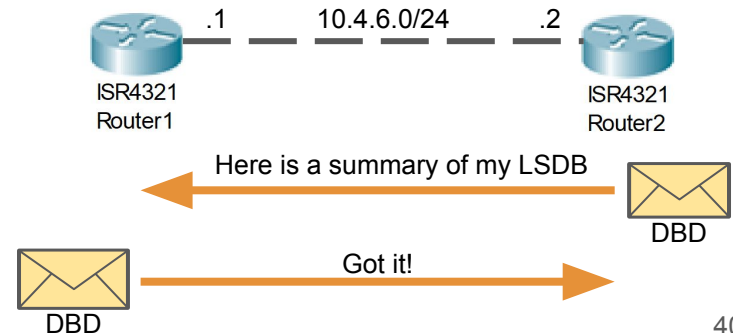 .1 10.4.6.0/24 .2
ISR4321 ISR4321
Router1 Router2
Here is a summary of my LSDB
DBD
Got it!
DBD
40